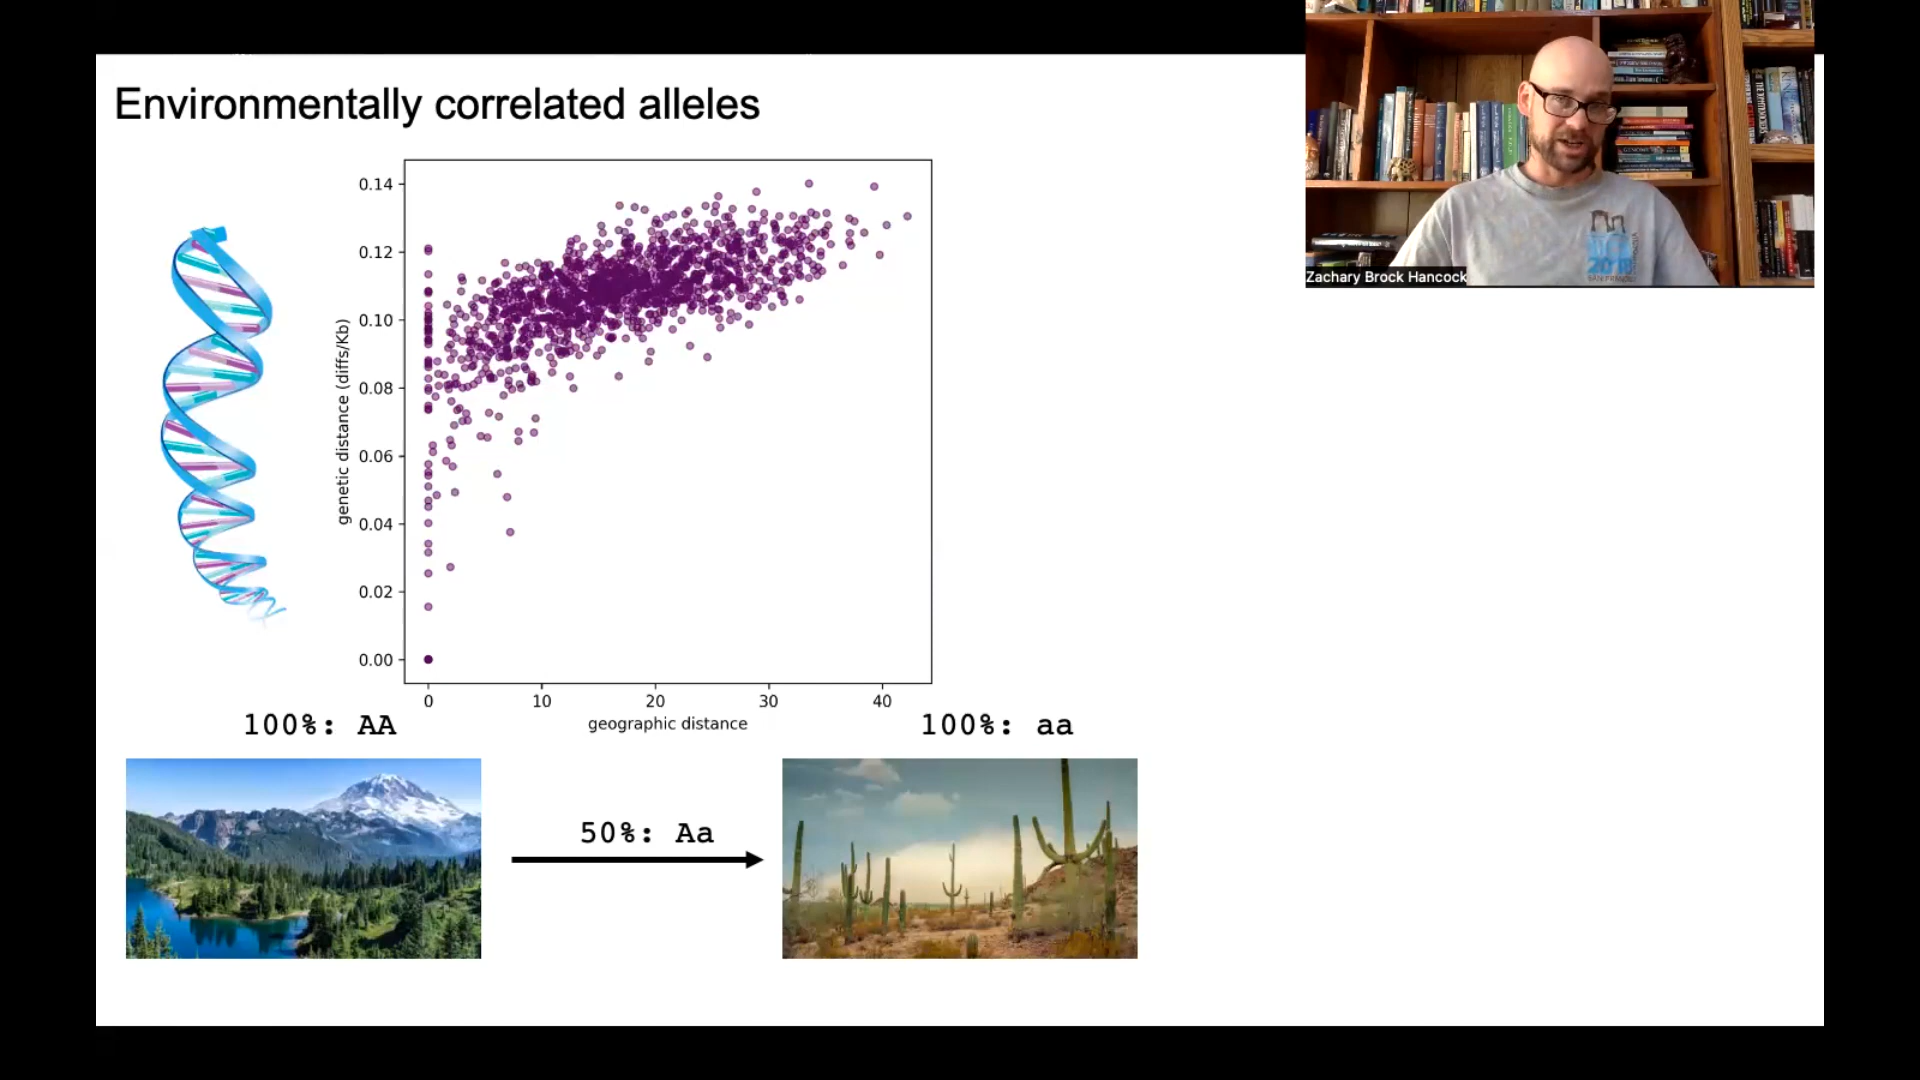 Environmentally correlated alleles
Zachary Brock Hancock
genetic distance (diffs/Kb)
0.14
0.12
0.10
0.08
0.06
0.04
0.02
0.00
0 10 20 30 40
geographic distance
100%: AA
100%: aa
50%: Aa